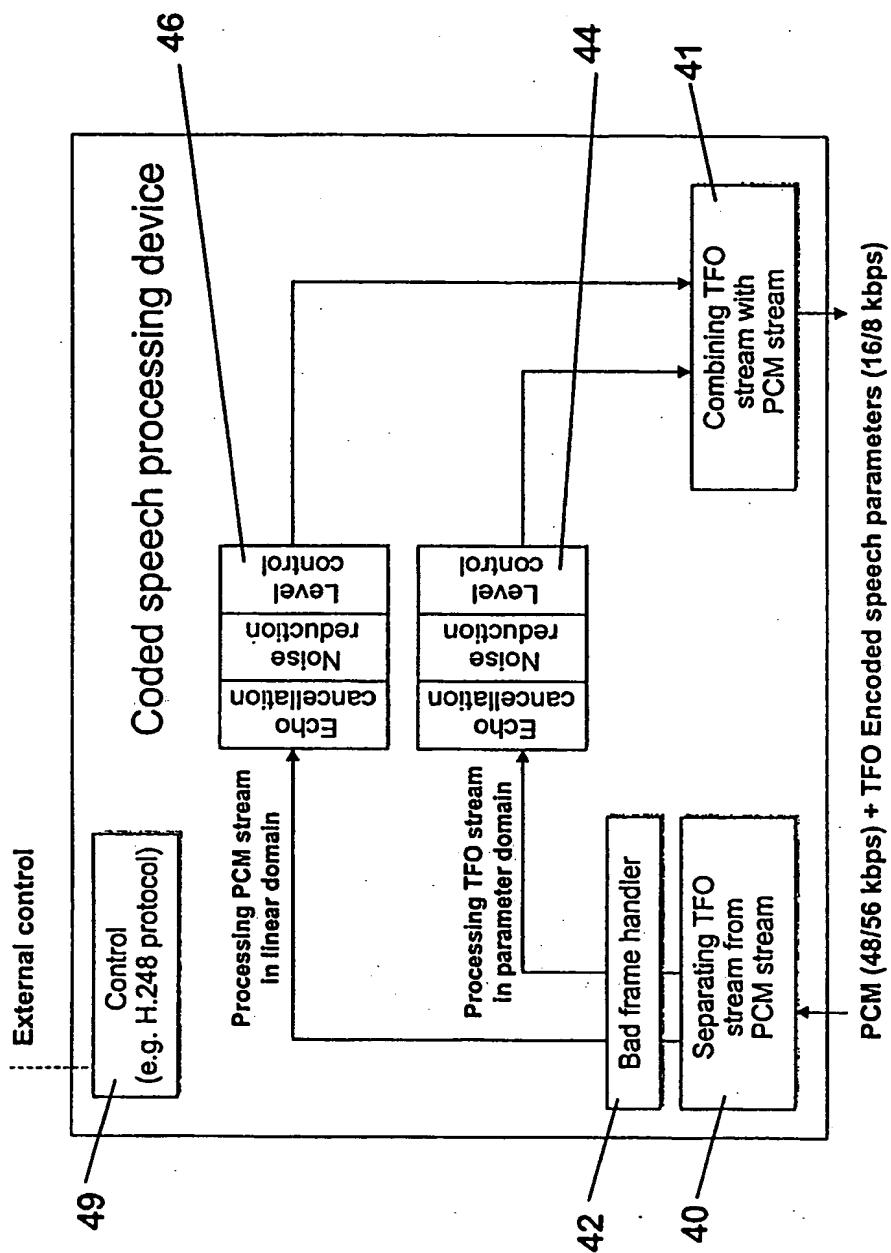 External control
49
Control
(e.g. H.248 protocol)
Coded speech processing device
46
Processing PCM stream
in linear domain
Echo
cancellation
Noise
reduction
Level
control
44
Processing TFO stream
in parameter domain
Echo
cancellation
Noise
reduction
Level
control
42
Bad frame handler
40
Separating TFO
stream from
PCM stream
41
Combining TFO
stream with
PCM stream
PCM (48/56 kbps) + TFO Encoded speech parameters (16/8 kbps)